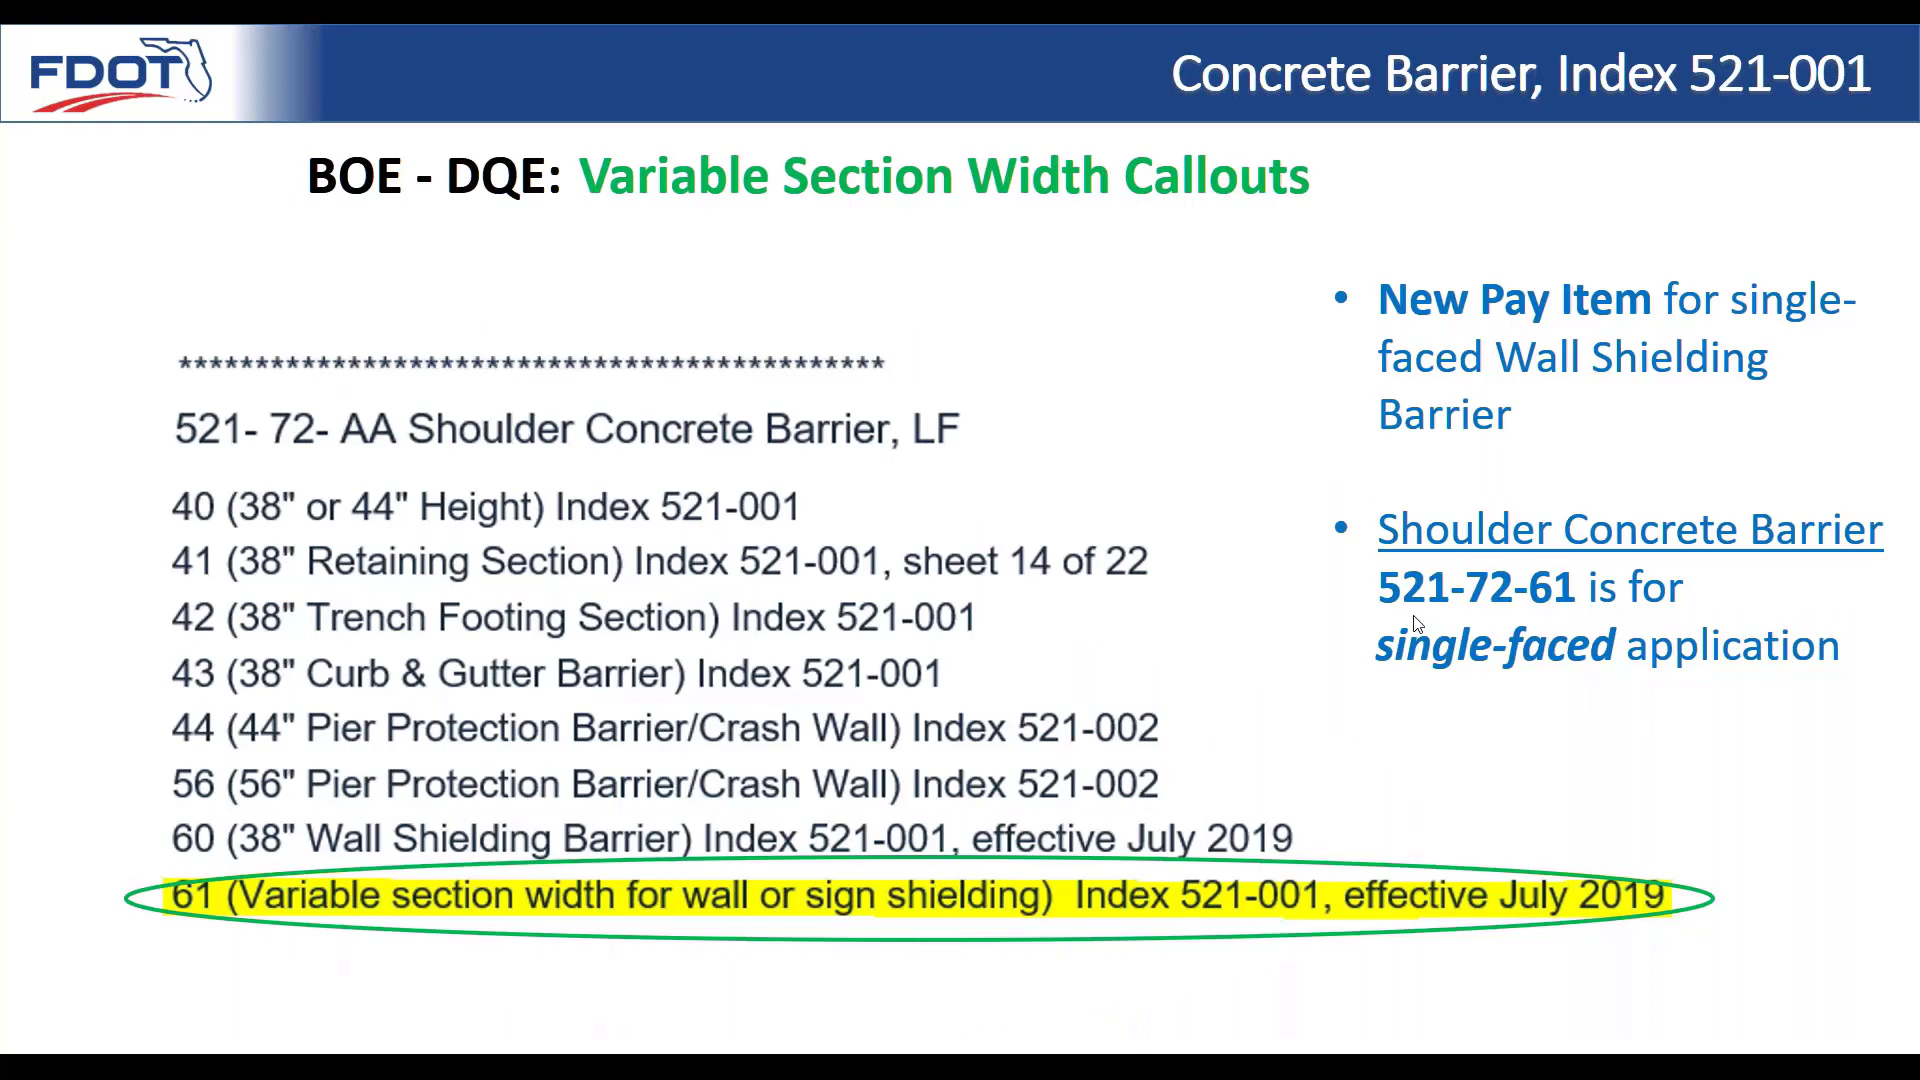 FDOT
Concrete Barrier, Index 521-001
BOE - DQE: Variable Section Width Callouts
**********************************************
521- 72- AA Shoulder Concrete Barrier, LF
40 (38" or 44" Height) Index 521-001
41 (38" Retaining Section) Index 521-001, sheet 14 of 22
42 (38" Trench Footing Section) Index 521-001
43 (38" Curb & Gutter Barrier) Index 521-001
44 (44" Pier Protection Barrier/Crash Wall) Index 521-002
56 (56" Pier Protection Barrier/Crash Wall) Index 521-002
60 (38" Wall Shielding Barrier) Index 521-001, effective July 2019
61 (Variable section width for wall or sign shielding) Index 521-001, effective July 2019
• New Pay Item for single-
faced Wall Shielding
Barrier
• Shoulder Concrete Barrier
521-72-61 is for
single-faced application